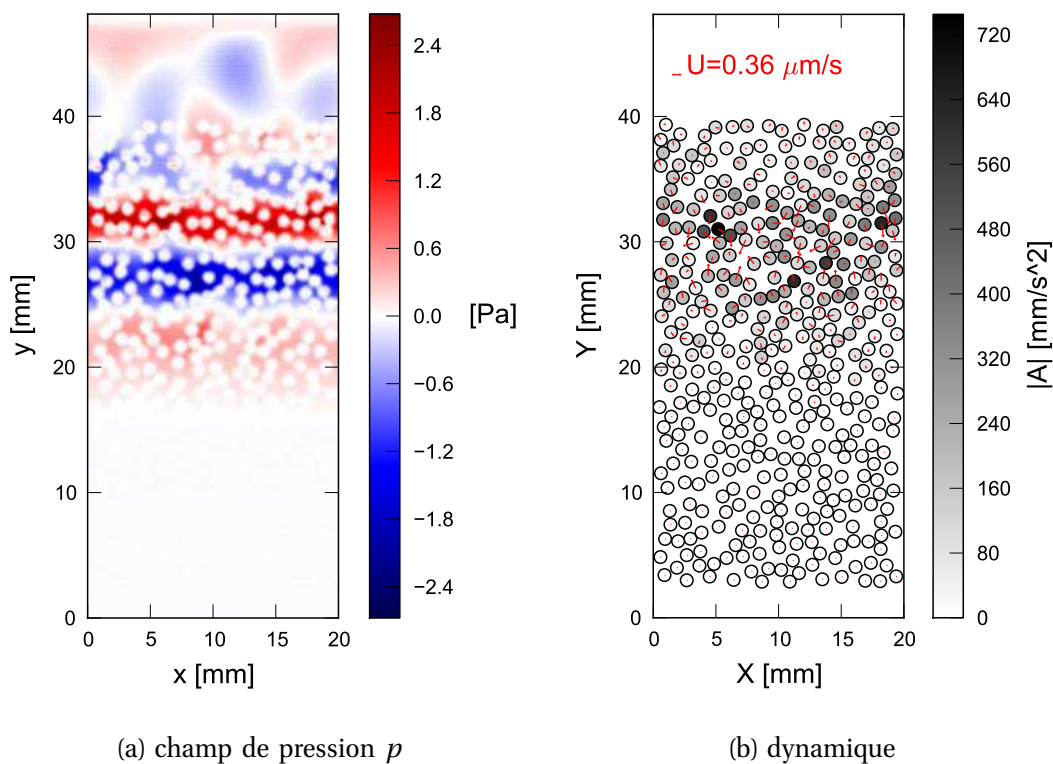 2.4
1.8
1.2
0.6
0.0
−0.6
−1.2
−1.8
−2.4
[Pa]
40
30
20
10
0
y [mm]
0 5 10 15 20
x [mm]
(a) champ de pression p
U=0.36 μm/s
40
30
20
10
0
Y [mm]
0 5 10 15 20
X [mm]
720
640
560
480
400
320
240
160
80
0
|A| [mm/s^2]
(b) dynamique